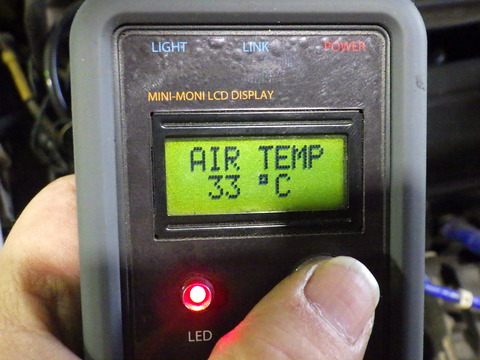 LIGHT LINK POWER
MINI-MONI LCD DISPLAY
AIR TEMP
33 °C
LED